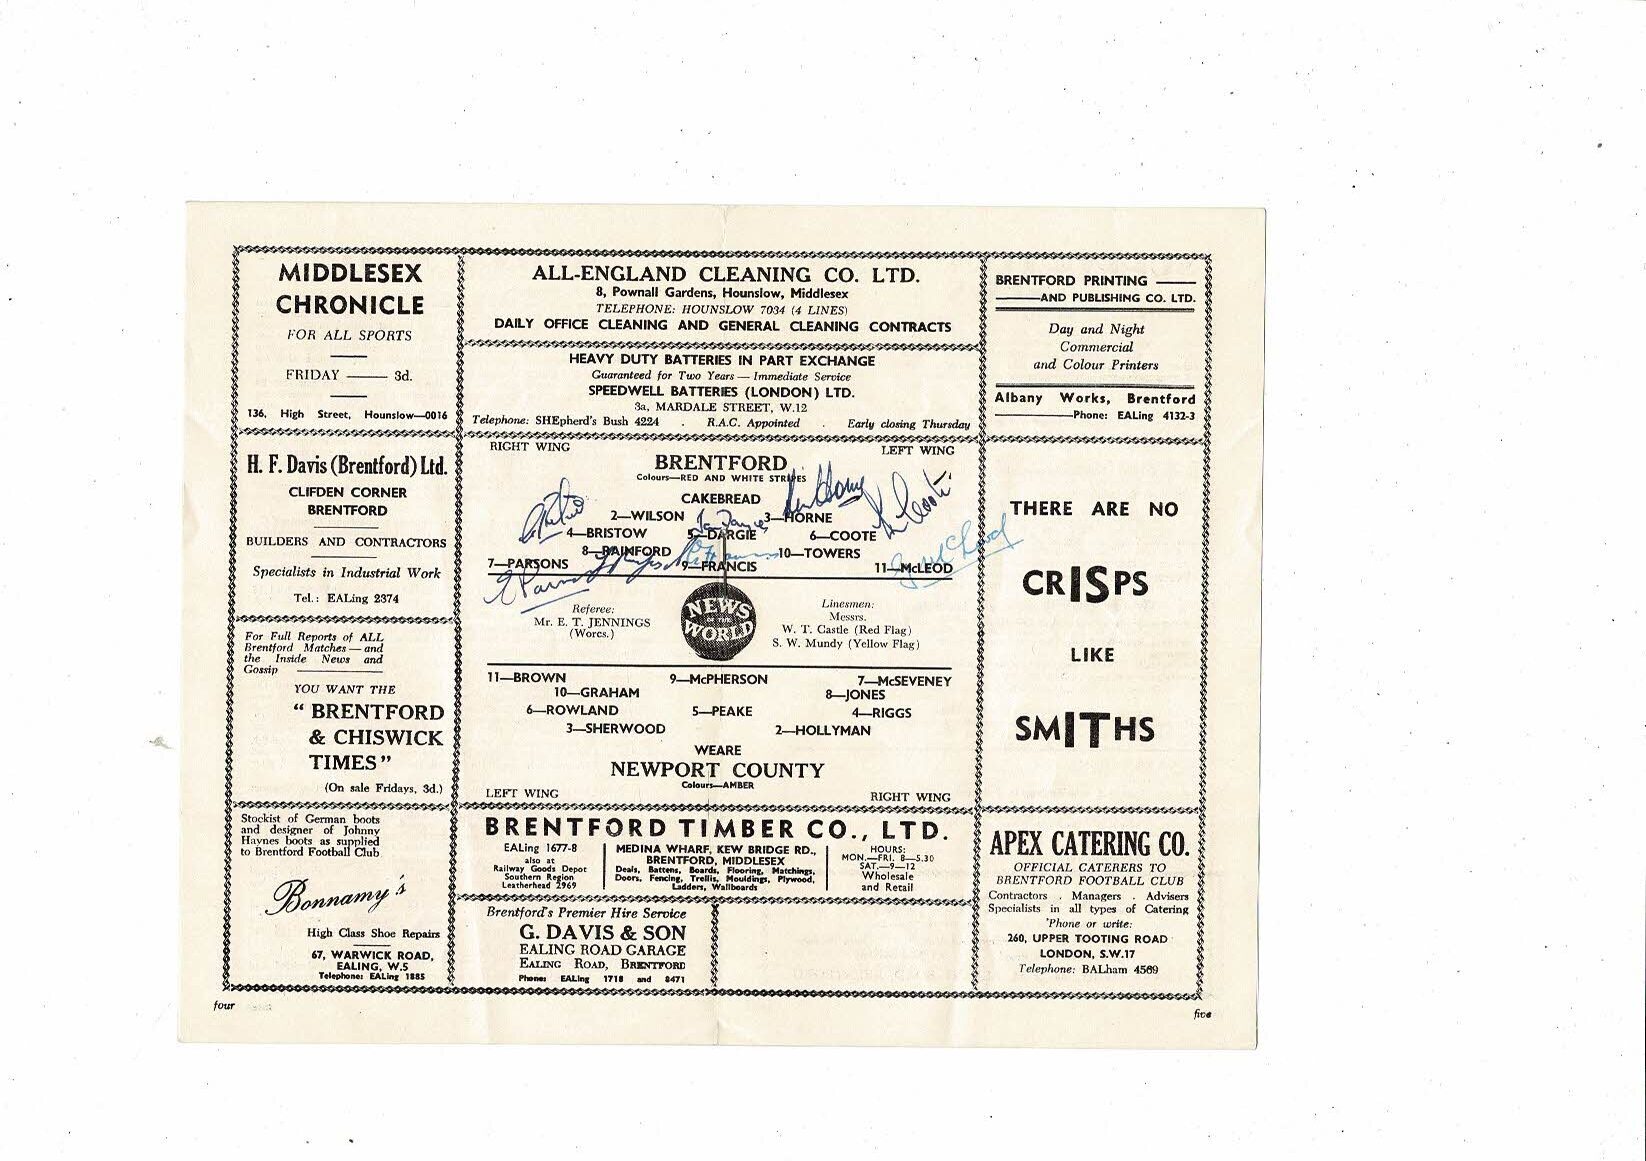 MIDDLESEX
CHRONICLE
FOR ALL SPORTS
FRIDAY —— 3d.
136, High Street, Hounslow—0016
H. F. Davis (Brentford) Ltd.
CLIFDEN CORNER
BRENTFORD
BUILDERS AND CONTRACTORS
Specialists in Industrial Work
Tel.: EALing 2374
For Full Reports of ALL
Brentford Matches — and
the Inside News and
Gossip
YOU WANT THE
“ BRENTFORD
& CHISWICK
TIMES ”
(On sale Fridays, 3d.)
Stockist of German boots
and designer of Johnny
Haynes boots as supplied
to Brentford Football Club
Bonnamy's
High Class Shoe Repairs
67, WARWICK ROAD,
EALING, W.5
Telephone: EALing 1885
four
ALL-ENGLAND CLEANING CO. LTD.
8, Pownall Gardens, Hounslow, Middlesex
TELEPHONE: HOUNSLOW 7034 (4 LINES)
DAILY OFFICE CLEANING AND GENERAL CLEANING CONTRACTS
HEAVY DUTY BATTERIES IN PART EXCHANGE
Guaranteed for Two Years — Immediate Service
SPEEDWELL BATTERIES (LONDON) LTD.
3a, MARDALE STREET, W.12
Telephone: SHEpherd's Bush 4224 . R.A.C. Appointed . Early closing Thursday
RIGHT WING LEFT WING
BRENTFORD
Colours—RED AND WHITE STRIPES
CAKEBREAD
2—WILSON 3—HORNE
4—BRISTOW 5—DARGIE 6—COOTE
8—RAINFORD 10—TOWERS
7—PARSONS 9—FRANCIS 11—McLEOD
K. Coote
Referee:
Mr. E. T. JENNINGS
(Worcs.)
NEWS
OF THE
WORLD
Linesmen:
Messrs.
W. T. Castle (Red Flag)
S. W. Mundy (Yellow Flag)
11—BROWN 9—McPHERSON 7—McSEVENEY
10—GRAHAM 8—JONES
6—ROWLAND 5—PEAKE 4—RIGGS
3—SHERWOOD 2—HOLLYMAN
WEARE
NEWPORT COUNTY
Colours—AMBER
LEFT WING RIGHT WING
BRENTFORD TIMBER CO., LTD.
EALing 1677-8
also at
Railway Goods Depot
Southern Region
Leatherhead 2969
MEDINA WHARF, KEW BRIDGE RD.,
BRENTFORD, MIDDLESEX
Deals, Battens, Boards, Flooring, Matchings,
Doors, Fencing, Trellis, Mouldings, Plywood,
Ladders, Wallboards
HOURS:
MON.—FRI. 8—5.30
SAT.—9—12
Wholesale
and Retail
Brentford's Premier Hire Service
G. DAVIS & SON
EALING ROAD GARAGE
EALING ROAD, BRENTFORD
Phones: EALing 1718 and 8471
BRENTFORD PRINTING ——
——AND PUBLISHING CO. LTD.
Day and Night
Commercial
and Colour Printers
Albany Works, Brentford
——Phone: EALing 4132-3
THERE ARE NO
CRISPS
LIKE
SMITHS
APEX CATERING CO.
OFFICIAL CATERERS TO
BRENTFORD FOOTBALL CLUB
Contractors . Managers . Advisers
Specialists in all types of Catering
'Phone or write:
260, UPPER TOOTING ROAD
LONDON, S.W.17
Telephone: BALham 4569
five